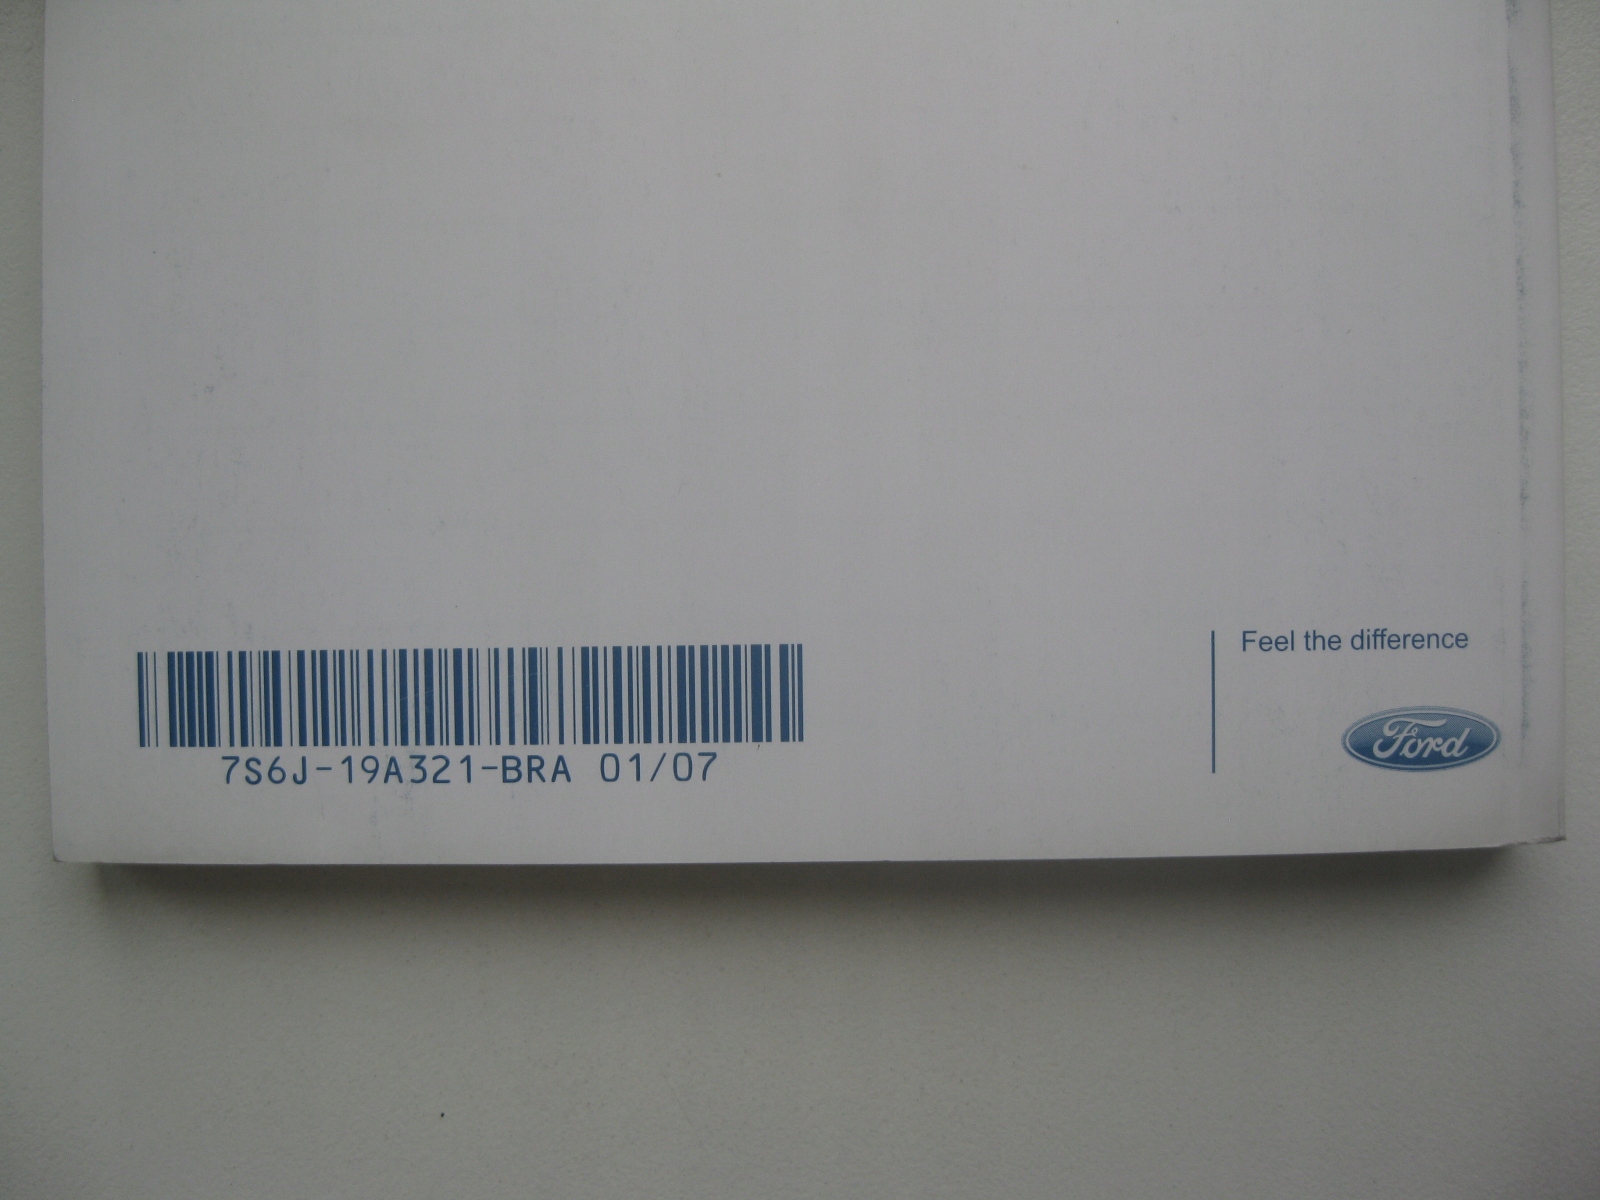 Feel the difference
Ford
7S6J-19A321-BRA 01/07